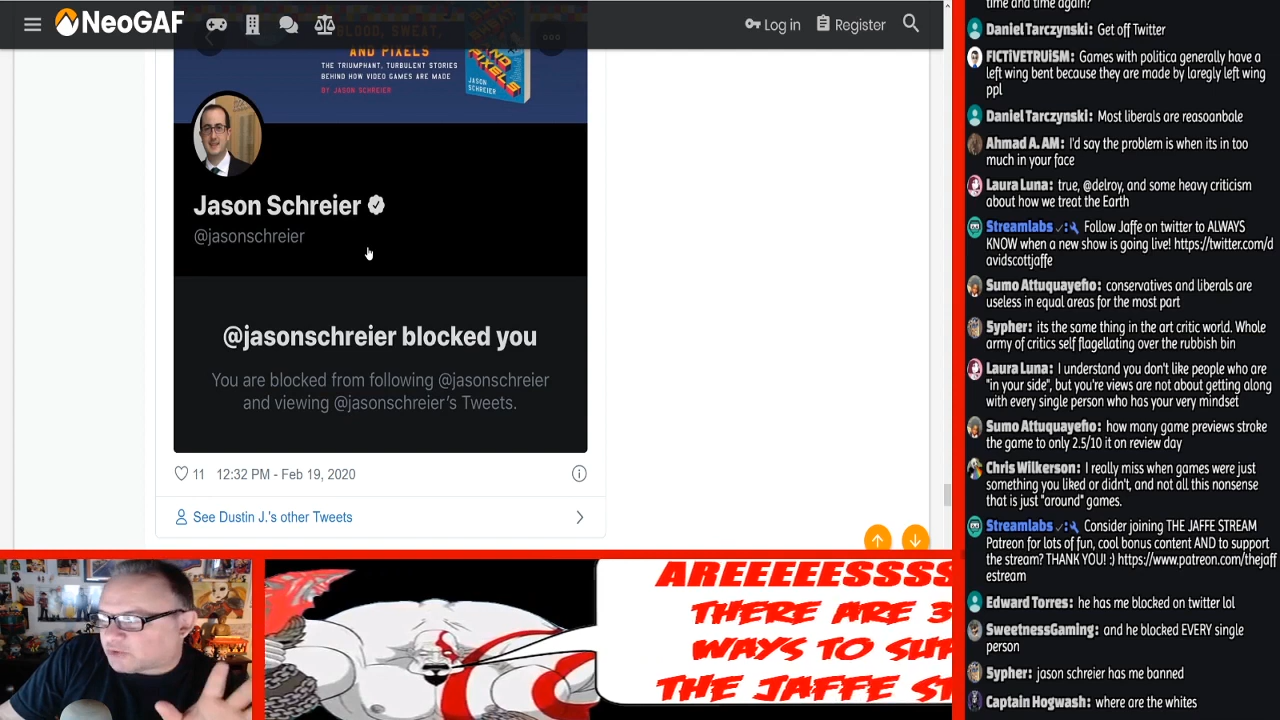 NeoGAF
Log in
Register
BLOOD, SWEAT,
AND PIXELS
THE TRIUMPHANT, TURBULENT STORIES
BEHIND HOW VIDEO GAMES ARE MADE
BY JASON SCHREIER
PIXELS
JASON
SCHREIER
Jason Schreier
@jasonschreier
@jasonschreier blocked you
You are blocked from following @jasonschreier
and viewing @jasonschreier's Tweets.
11 12:32 PM - Feb 19, 2020
See Dustin J.'s other Tweets
AREEEEESSSS
THERE ARE 3
WAYS TO SUP
THE JAFFE ST
time and time again?
Daniel Tarczynski: Get off Twitter
FICTiVETRUiSM: Games with politica generally have a
left wing bent because they are made by laregly left wing
ppl
Daniel Tarczynski: Most liberals are reasoanbale
Ahmad A. AM: I'd say the problem is when its in too
much in your face
Laura Luna: true, @delroy, and some heavy criticism
about how we treat the Earth
Streamlabs Follow Jaffe on twitter to ALWAYS
KNOW when a new show is going live! https://twitter.com/d
avidscottjaffe
Sumo Attuquayefio: conservatives and liberals are
useless in equal areas for the most part
Sypher: its the same thing in the art critic world. Whole
army of critics self flagellating over the rubbish bin
Laura Luna: I understand you don't like people who are
"in your side", but you're views are not about getting along
with every single person who has your very mindset
Sumo Attuquayefio: how many game previews stroke
the game to only 2.5/10 it on review day
Chris Wilkerson: I really miss when games were just
something you liked or didn't, and not all this nonsense
that is just "around" games.
Streamlabs Consider joining THE JAFFE STREAM
Patreon for lots of fun, cool bonus content AND to support
the stream? THANK YOU! :) https://www.patreon.com/thejaff
estream
Edward Torres: he has me blocked on twitter lol
SweetnessGaming: and he blocked EVERY single
person
Sypher: jason schreier has me banned
Captain Hogwash: where are the whites